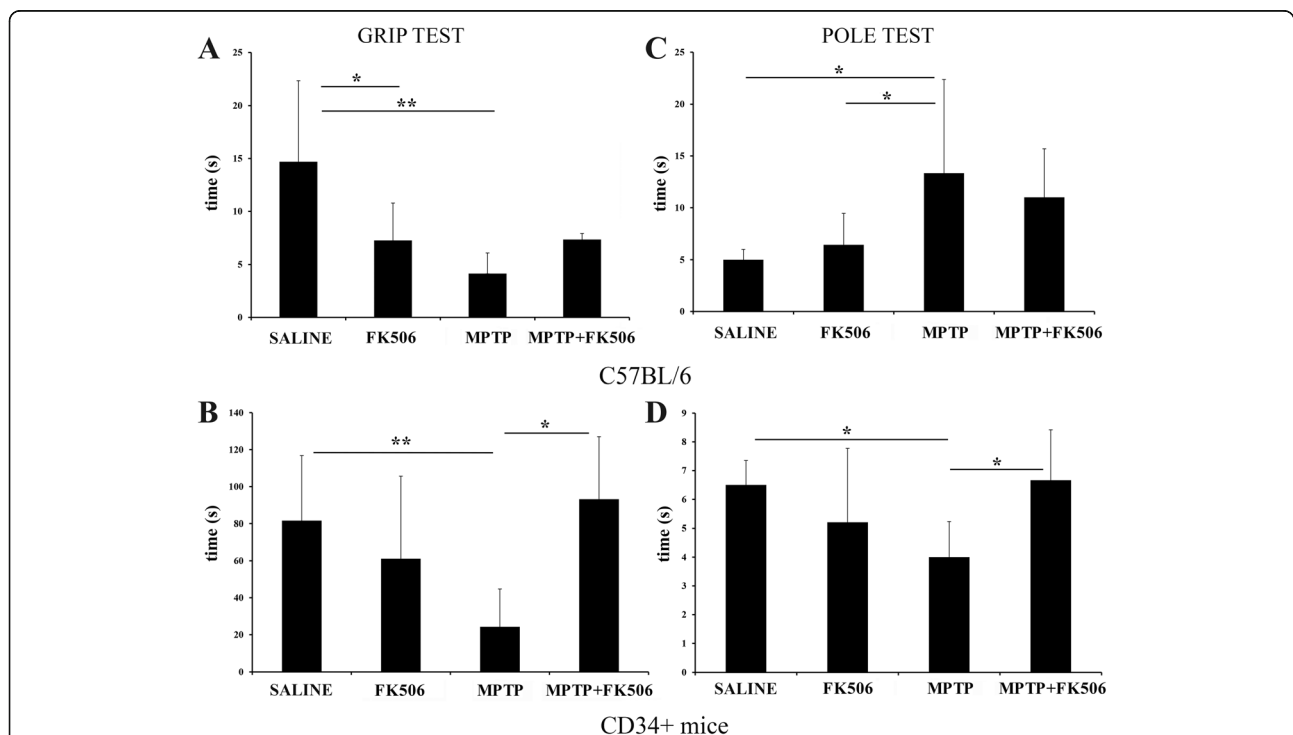 GRIP TEST
A
25
20
15
10
5
0
time (s)
*
**
SALINE FK506 MPTP MPTP+FK506
POLE TEST
C
25
20
15
10
5
0
time (s)
*
*
SALINE FK506 MPTP MPTP+FK506
C57BL/6
B
140
120
100
80
60
40
20
0
time (s)
**
*
SALINE FK506 MPTP MPTP+FK506
D
9
8
7
6
5
4
3
2
1
0
time (s)
*
*
SALINE FK506 MPTP MPTP+FK506
CD34+ mice